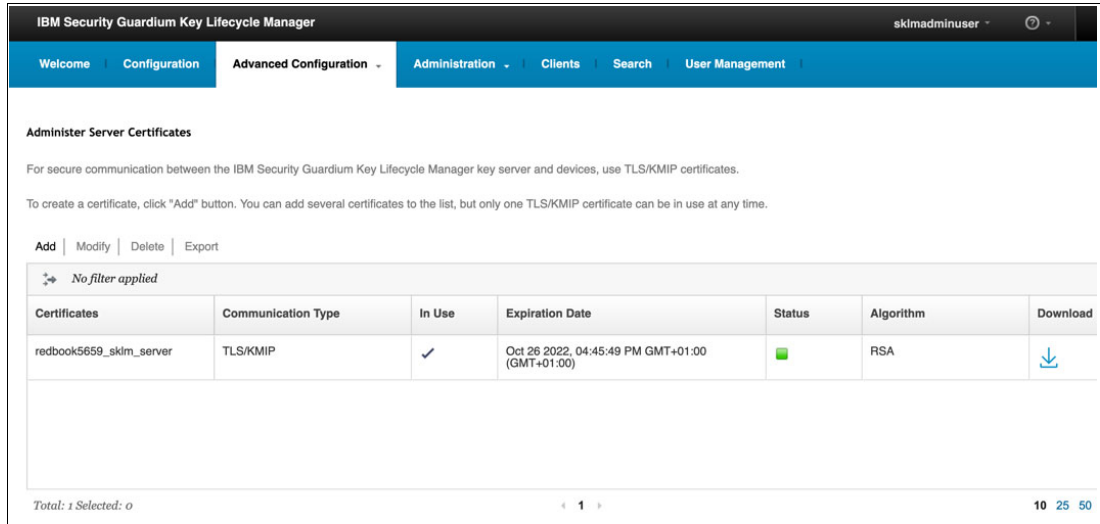 IBM Security Guardium Key Lifecycle Manager
sklmadminuser
Welcome Configuration Advanced Configuration Administration Clients Search User Management
Administer Server Certificates
For secure communication between the IBM Security Guardium Key Lifecycle Manager key server and devices, use TLS/KMIP certificates.
To create a certificate, click "Add" button. You can add several certificates to the list, but only one TLS/KMIP certificate can be in use at any time.
Add | Modify | Delete | Export
No filter applied
Certificates Communication Type In Use Expiration Date Status Algorithm Download
redbook5659_sklm_server TLS/KMIP Oct 26 2022, 04:45:49 PM GMT+01:00 RSA
(GMT+01:00)
Total: 1 Selected: 0 1 10 25 50